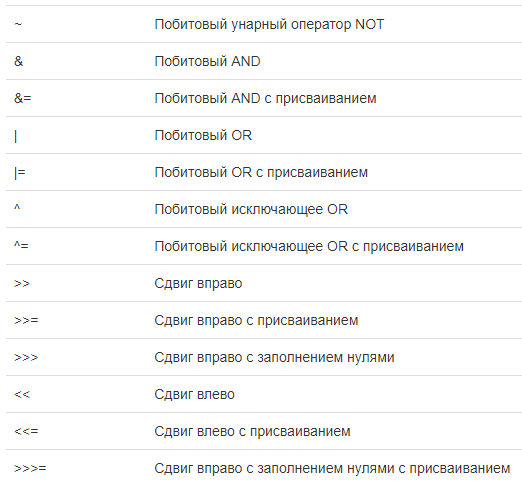 ~ Побитовый унарный оператор NOT
& Побитовый AND
&= Побитовый AND с присваиванием
| Побитовый OR
|= Побитовый OR с присваиванием
^ Побитовый исключающее OR
^= Побитовый исключающее OR с присваиванием
>> Сдвиг вправо
>>= Сдвиг вправо с присваиванием
>>> Сдвиг вправо с заполнением нулями
<< Сдвиг влево
<<= Сдвиг влево с присваиванием
>>>= Сдвиг вправо с заполнением нулями с присваиванием